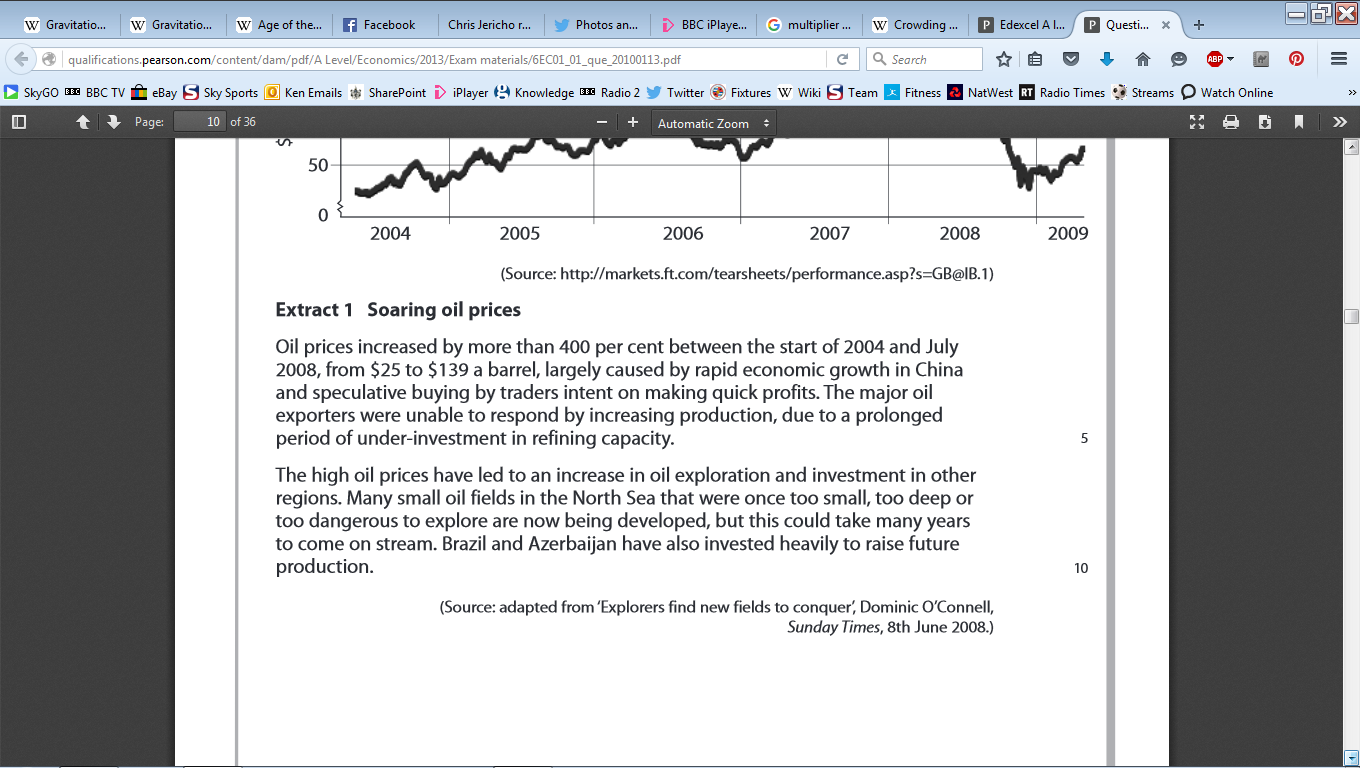 Gravitatio...
Gravitatio...
Age of the...
Facebook
Chris Jericho r...
Photos an...
BBC iPlaye...
multiplier ...
Crowding ...
Edexcel A l...
Questi...
qualifications.pearson.com/content/dam/pdf/A Level/Economics/2013/Exam materials/6EC01_01_que_20100113.pdf
Search
ABP
SkyGO BBC BBC TV eBay Sky Sports Ken Emails SharePoint iPlayer Knowledge BBC Radio 2 Twitter Fixtures Wiki Team Fitness NatWest RT Radio Times Streams Watch Online
Page: 10 of 36
Automatic Zoom
$
50
0
2004 2005 2006 2007 2008 2009
(Source: http://markets.ft.com/tearsheets/performance.asp?s=GB@IB.1)
Extract 1 Soaring oil prices
Oil prices increased by more than 400 per cent between the start of 2004 and July
2008, from $25 to $139 a barrel, largely caused by rapid economic growth in China
and speculative buying by traders intent on making quick profits. The major oil
exporters were unable to respond by increasing production, due to a prolonged
period of under-investment in refining capacity. 5
The high oil prices have led to an increase in oil exploration and investment in other
regions. Many small oil fields in the North Sea that were once too small, too deep or
too dangerous to explore are now being developed, but this could take many years
to come on stream. Brazil and Azerbaijan have also invested heavily to raise future
production. 10
(Source: adapted from ‘Explorers find new fields to conquer’, Dominic O’Connell,
Sunday Times, 8th June 2008.)